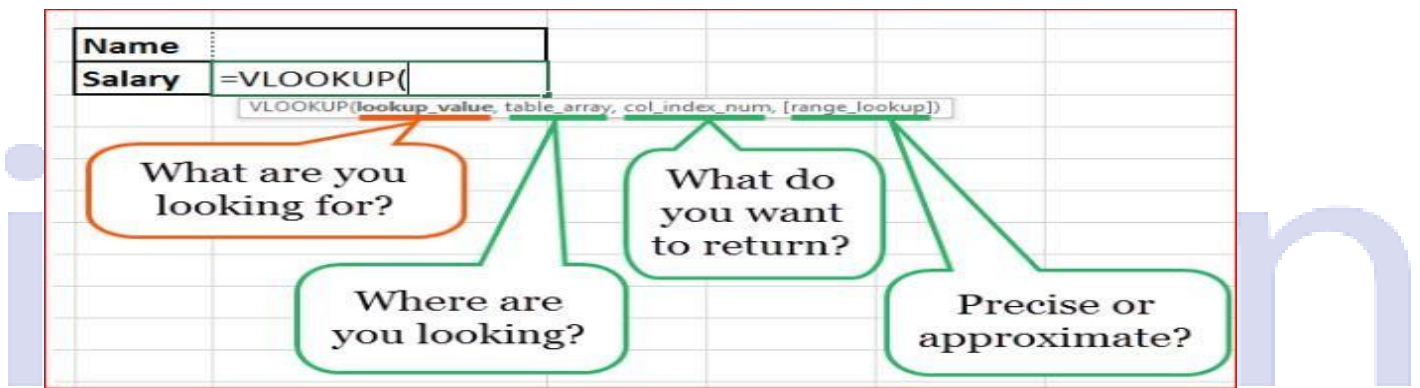 Name
Salary =VLOOKUP(
VLOOKUP(lookup_value, table_array, col_index_num, [range_lookup])
What are you
looking for?
What do
you want
to return?
Where are
you looking?
Precise or
approximate?